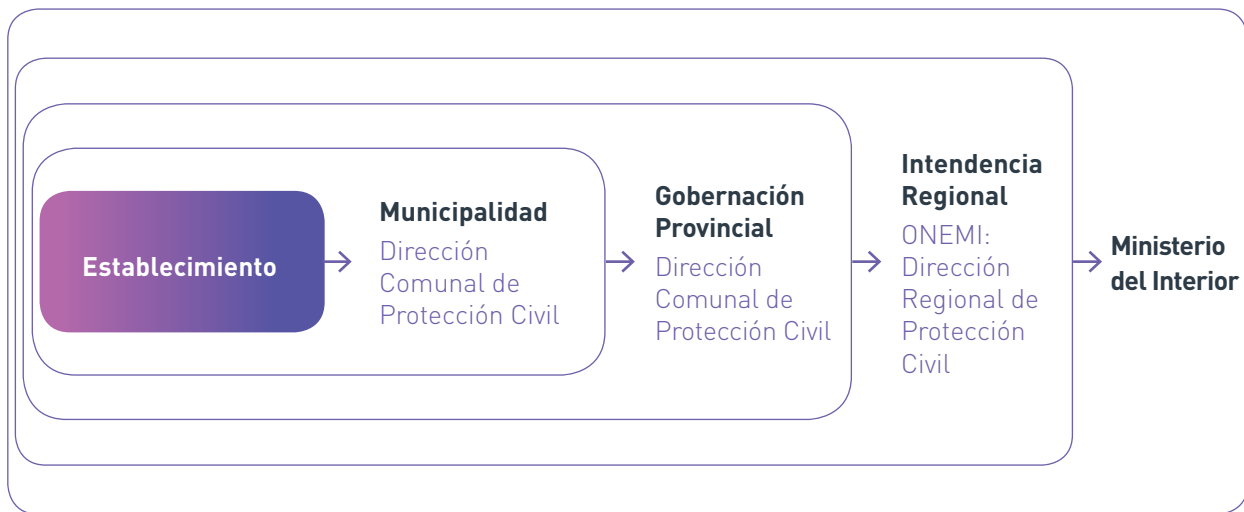 Establecimiento
Municipalidad
Dirección
Comunal de
Protección Civil
Gobernación
Provincial
Dirección
Comunal de
Protección Civil
Intendencia
Regional
ONEMI:
Dirección
Regional de
Protección
Civil
Ministerio
del Interior